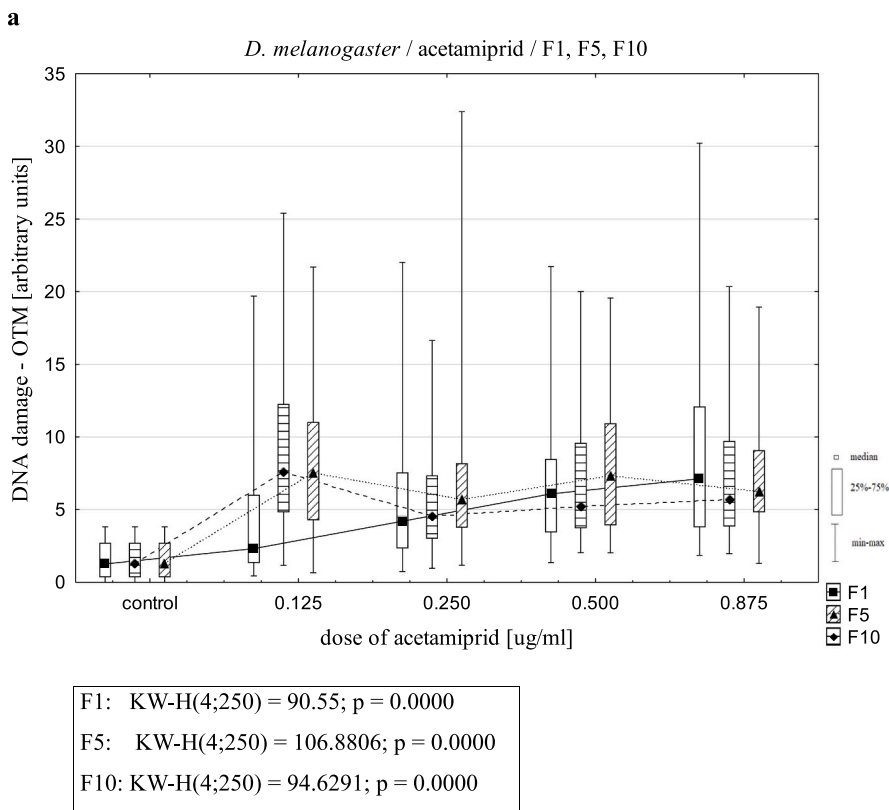 a
D. melanogaster / acetamiprid / F1, F5, F10
DNA damage - OTM [arbitrary units]
35
30
25
20
15
10
5
0
control 0.125 0.250 0.500 0.875
dose of acetamiprid [ug/ml]
median
25%-75%
min-max
F1
F5
F10
F1: KW-H(4;250) = 90.55; p = 0.0000
F5: KW-H(4;250) = 106.8806; p = 0.0000
F10: KW-H(4;250) = 94.6291; p = 0.0000